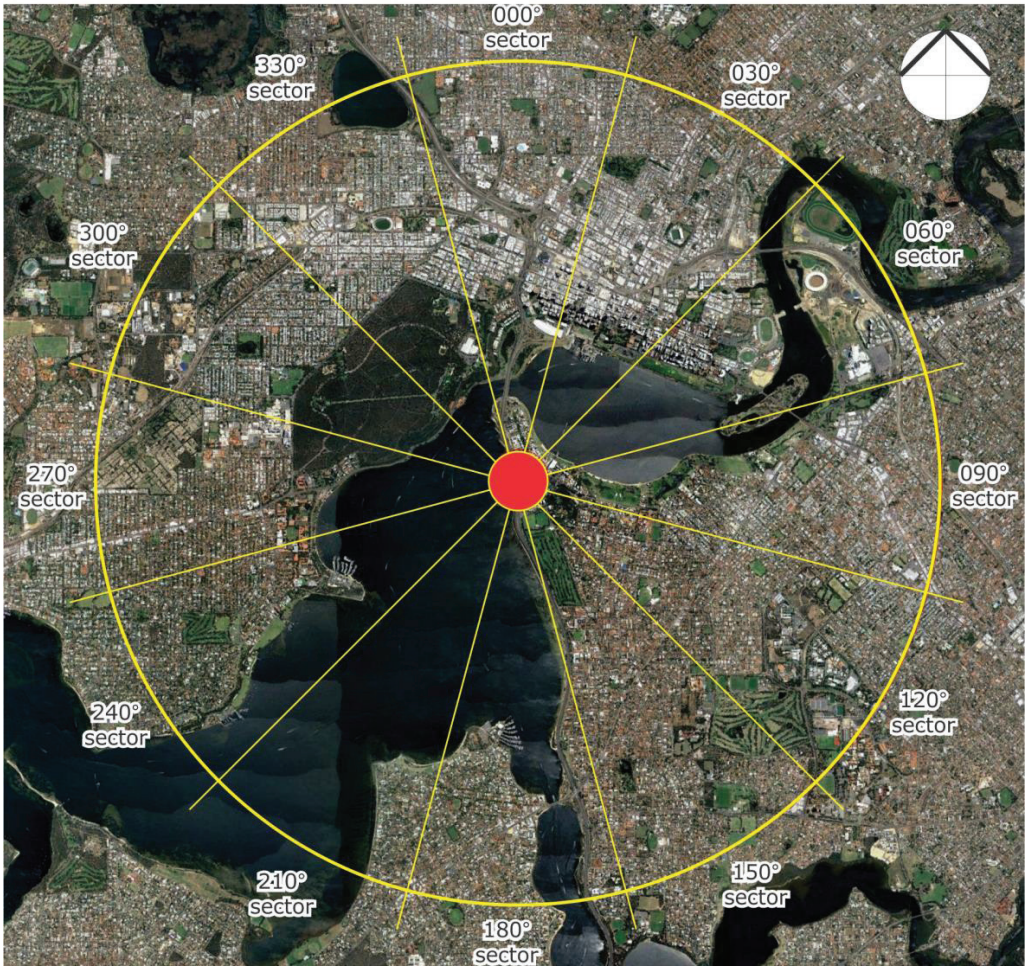 000°
sector
030°
sector
060°
sector
090°
sector
120°
sector
150°
sector
180°
sector
210°
sector
240°
sector
270°
sector
300°
sector
330°
sector